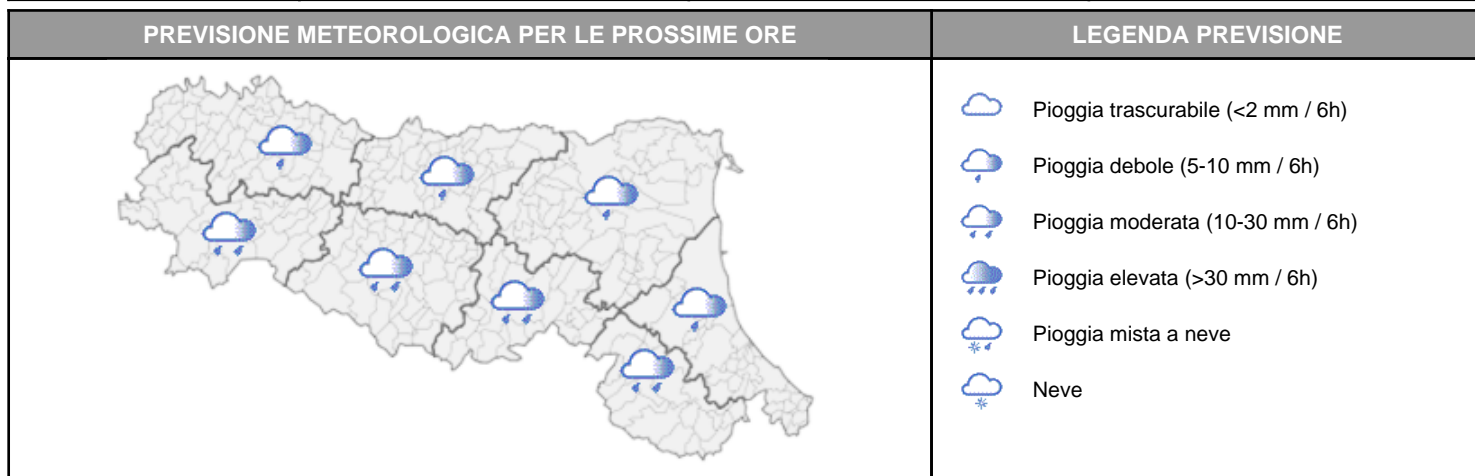 PREVISIONE METEOROLOGICA PER LE PROSSIME ORE
LEGENDA PREVISIONE
Pioggia trascurabile (<2 mm / 6h)
Pioggia debole (5-10 mm / 6h)
Pioggia moderata (10-30 mm / 6h)
Pioggia elevata (>30 mm / 6h)
Pioggia mista a neve
Neve